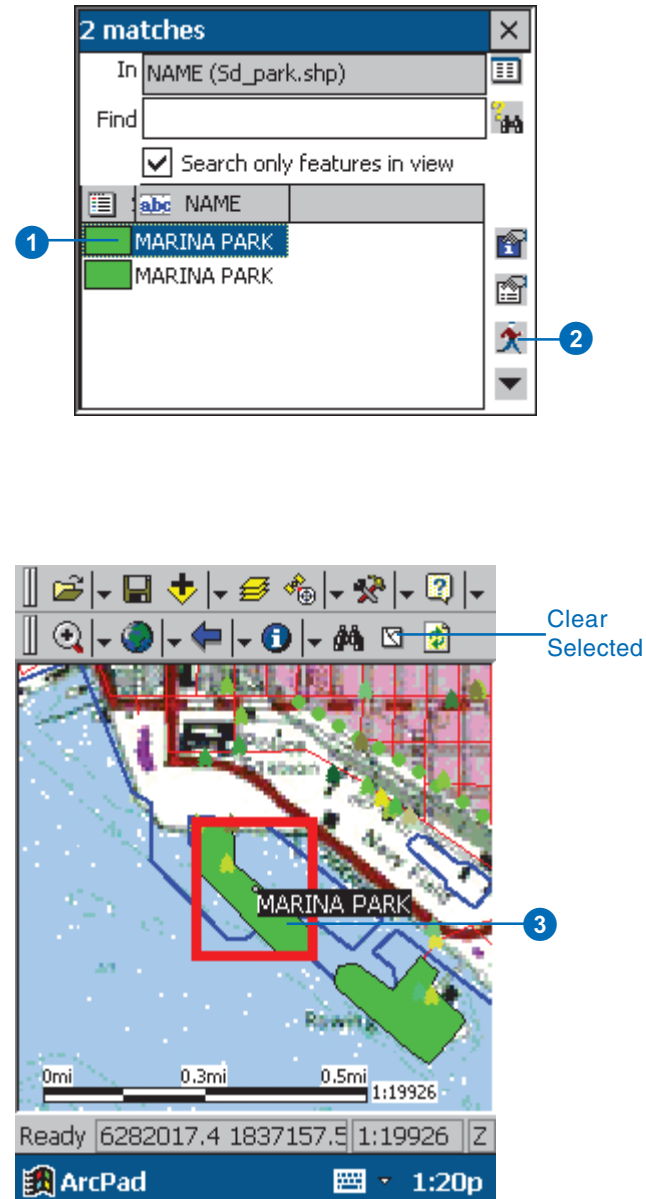 2 matches
In NAME (Sd_park.shp)
Find
Search only features in view
abc NAME
1 MARINA PARK
MARINA PARK
2
Clear
Selected
MARINA PARK
3
0mi 0.3mi 0.5mi
1:19926
Ready 6282017.4 1837157.5 1:19926 Z
ArcPad 1:20p